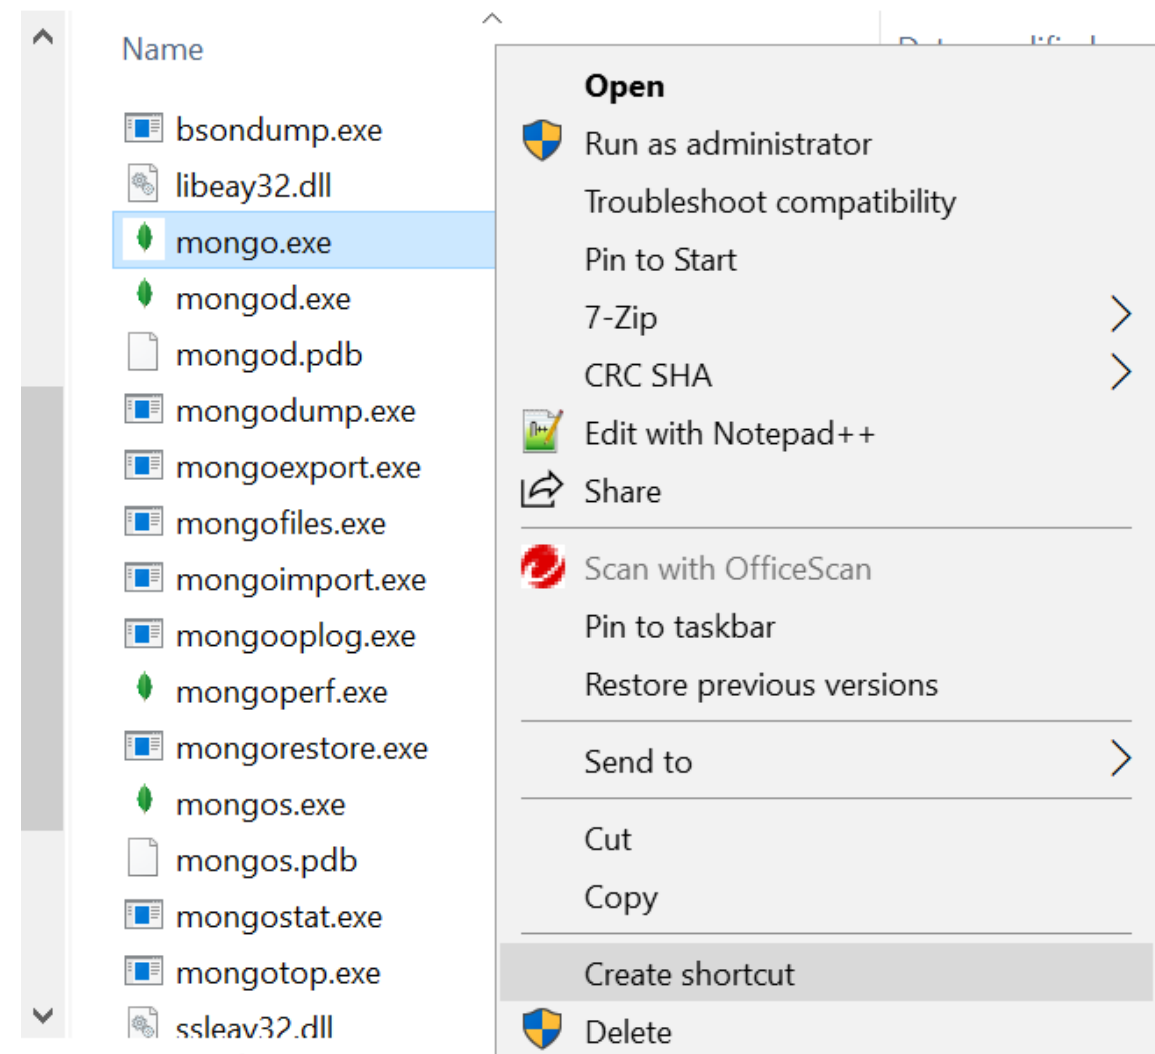 Name
bsondump.exe
libeay32.dll
mongo.exe
mongod.exe
mongod.pdb
mongodump.exe
mongoexport.exe
mongofiles.exe
mongoimport.exe
mongooplog.exe
mongoperf.exe
mongorestore.exe
mongos.exe
mongos.pdb
mongostat.exe
mongotop.exe
ssleay32.dll
Open
Run as administrator
Troubleshoot compatibility
Pin to Start
7-Zip
CRC SHA
Edit with Notepad++
Share
Scan with OfficeScan
Pin to taskbar
Restore previous versions
Send to
Cut
Copy
Create shortcut
Delete